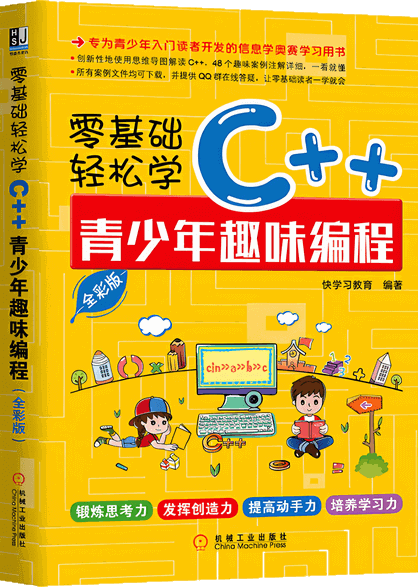 HSJ
零基础轻松学
C++
青少年趣味编程
(全彩版)
机械工业出版社
China Machine Press
专为青少年入门读者开发的信息学奥赛学习用书
•创新性地使用思维导图解读C++,48个趣味案例注解详细,一看就懂
•所有案例文件均可下载,并提供QQ群在线答疑,让零基础读者一学就会
零基础
轻松学
C++
青少年趣味编程
全彩版
快学习教育 编著
cin>>a>>b>>c
1
2
3
C++
锻炼思考力
发挥创造力
提高动手力
培养学习力
机械工业出版社
China Machine Press